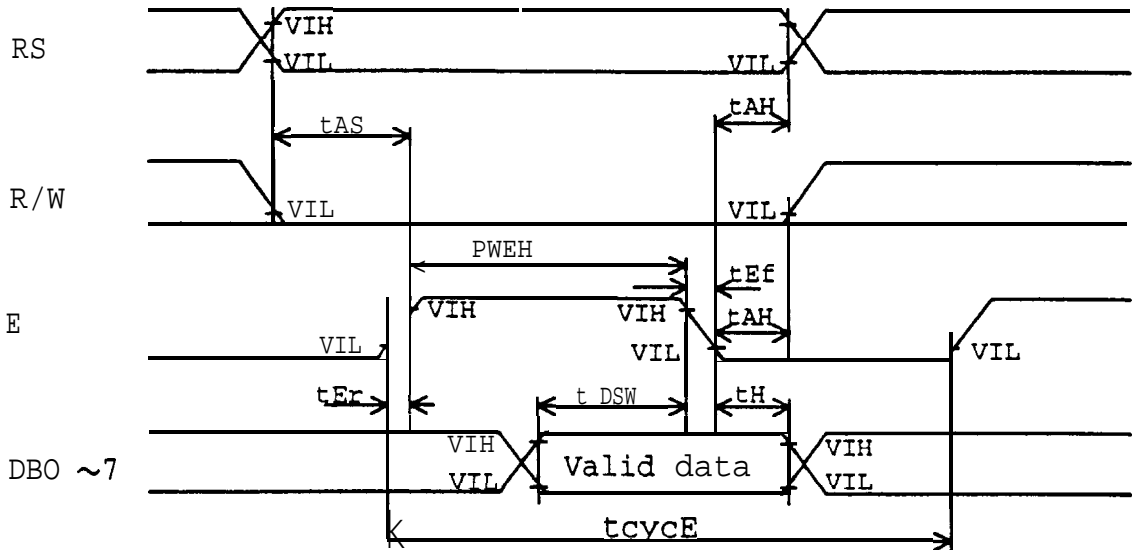 RS
VIH
VIL
VIL
tAH
tAS
R/W
VIL
VIL
PWEH
tEf
E
VIH
VIH
tAH
VIL
VIL
VIL
tEr
t DSW
tH
DBO ~7
VIH
VIL
Valid data
VIH
VIL
tcycE